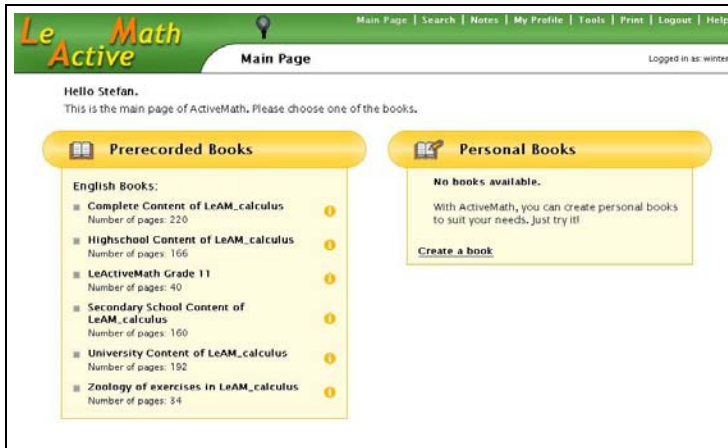 Le Math
Active
Main Page | Search | Notes | My Profile | Tools | Print | Logout | Help
Main Page
Logged in as: winter
Hello Stefan.
This is the main page of ActiveMath. Please choose one of the books.
Prerecorded Books
English Books:
Complete Content of LeAM_calculus
Number of pages: 220
Highschool Content of LeAM_calculus
Number of pages: 166
LeActiveMath Grade 11
Number of pages: 40
Secondary School Content of
LeAM_calculus
Number of pages: 160
University Content of LeAM_calculus
Number of pages: 192
Zoology of exercises in LeAM_calculus
Number of pages: 34
Personal Books
No books available.
With ActiveMath, you can create personal books
to suit your needs. Just try it!
Create a book